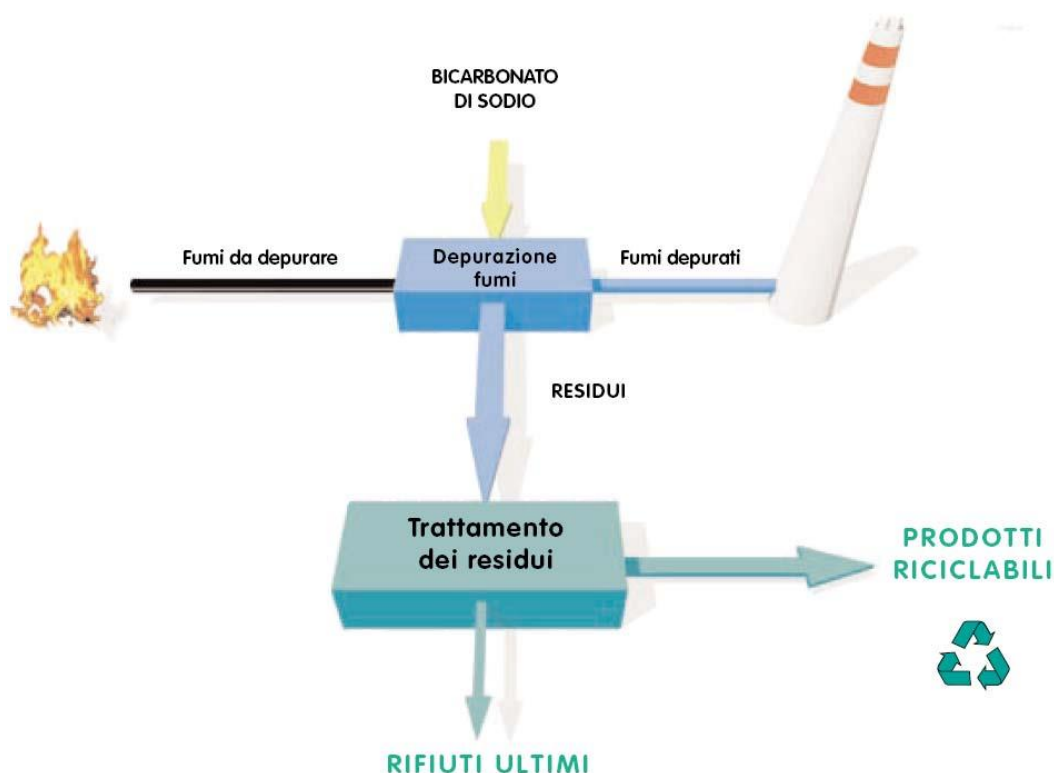 BICARBONATO
DI SODIO
Fumi da depurare
Depurazione
fumi
Fumi depurati
RESIDUI
Trattamento
dei residui
PRODOTTI
RICICLABILI
RIFIUTI ULTIMI